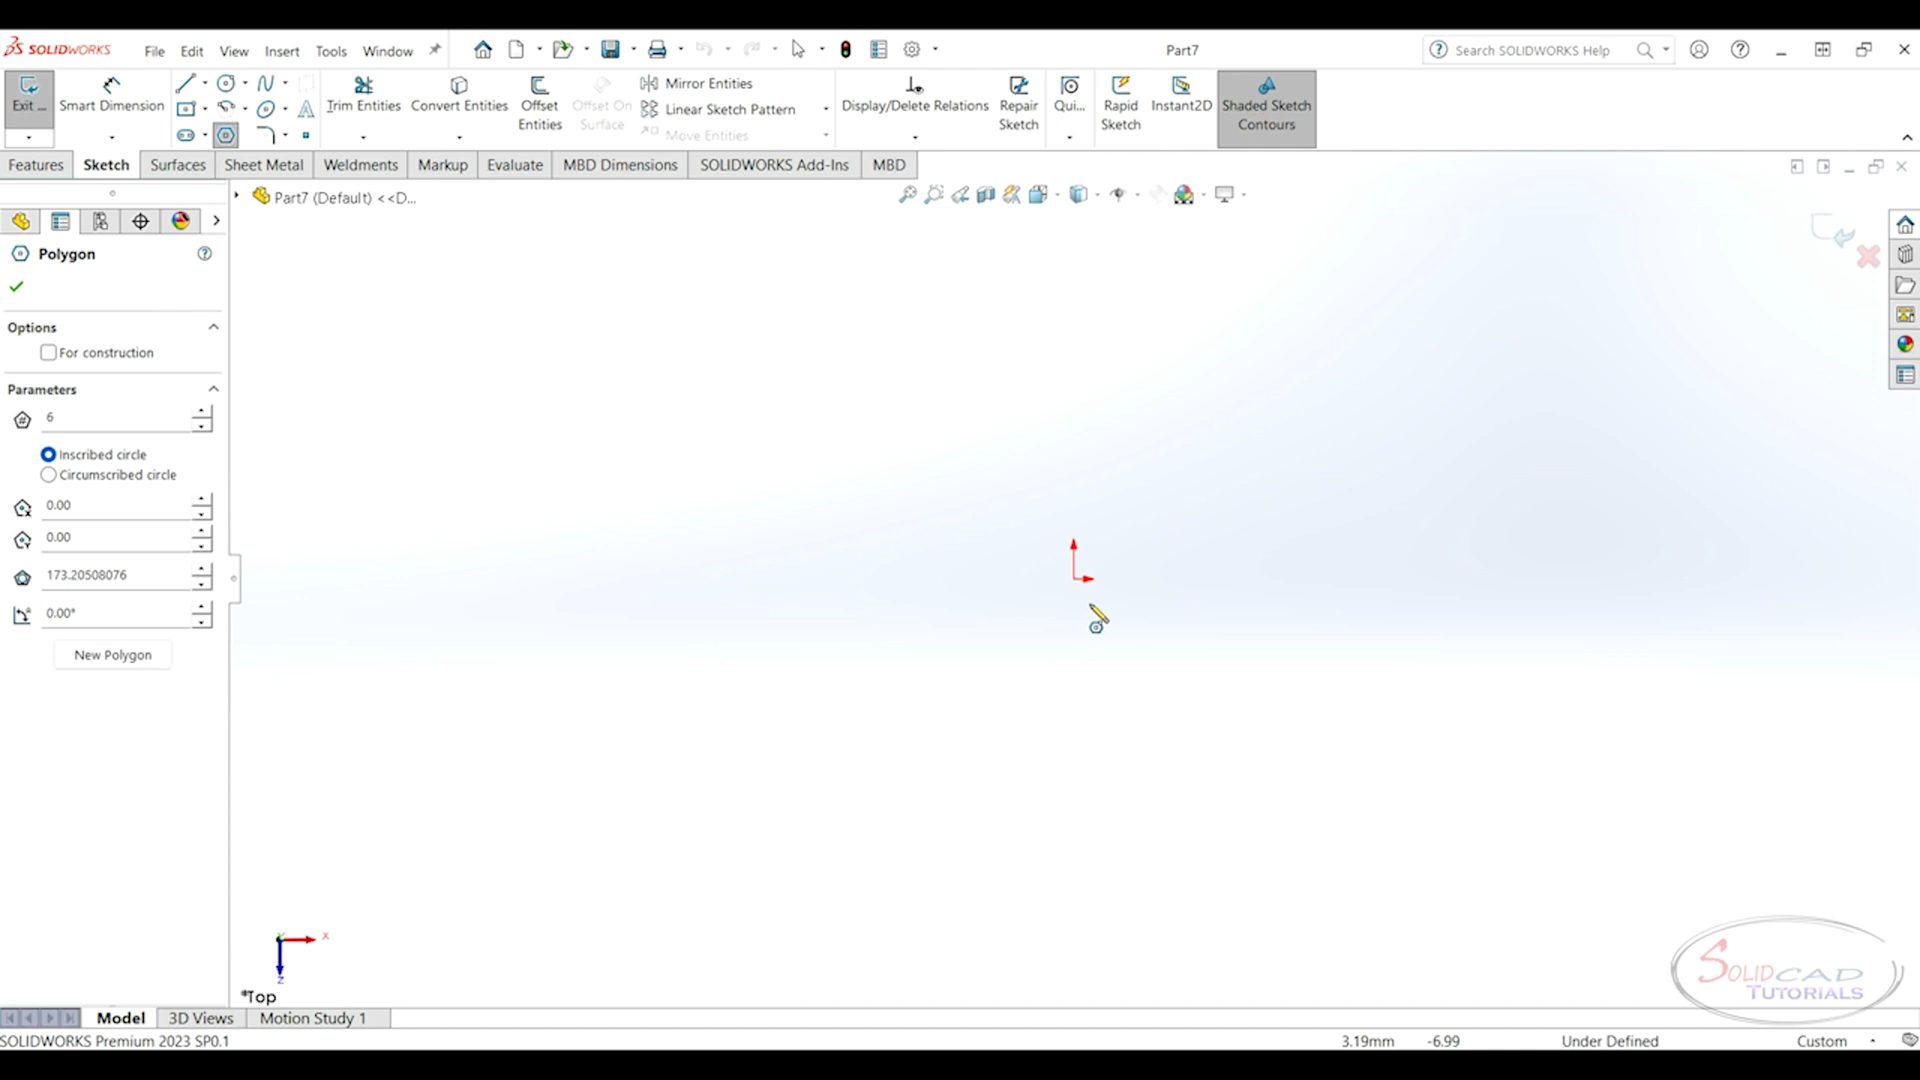 SOLIDWORKS File Edit View Insert Tools Window Part7 Search SOLIDWORKS Help
Exit ... Smart Dimension Trim Entities Convert Entities Offset Entities Offset On Surface Mirror Entities Linear Sketch Pattern Move Entities Display/Delete Relations Repair Sketch Qui... Rapid Sketch Instant2D Shaded Sketch Contours
Features Sketch Surfaces Sheet Metal Weldments Markup Evaluate MBD Dimensions SOLIDWORKS Add-Ins MBD
Part7 (Default) <<D...
Polygon
Options
For construction
Parameters
6
Inscribed circle
Circumscribed circle
0.00
0.00
173.20508076
0.00°
New Polygon
X
Z
*Top
SOLIDCAD
TUTORIALS
Model 3D Views Motion Study 1
SOLIDWORKS Premium 2023 SP0.1 3.19mm -6.99 Under Defined Custom